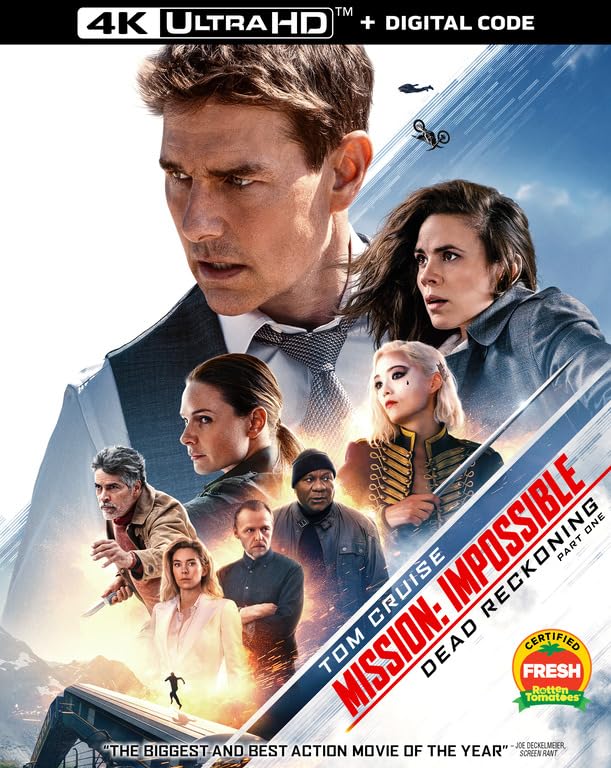 4K ULTRA HD™ + DIGITAL CODE
TOM CRUISE
MISSION: IMPOSSIBLE
DEAD RECKONING
PART ONE
CERTIFIED
FRESH
Rotten
Tomatoes®
"THE BIGGEST AND BEST ACTION MOVIE OF THE YEAR" – JOE DECKELMEIER,
SCREEN RANT